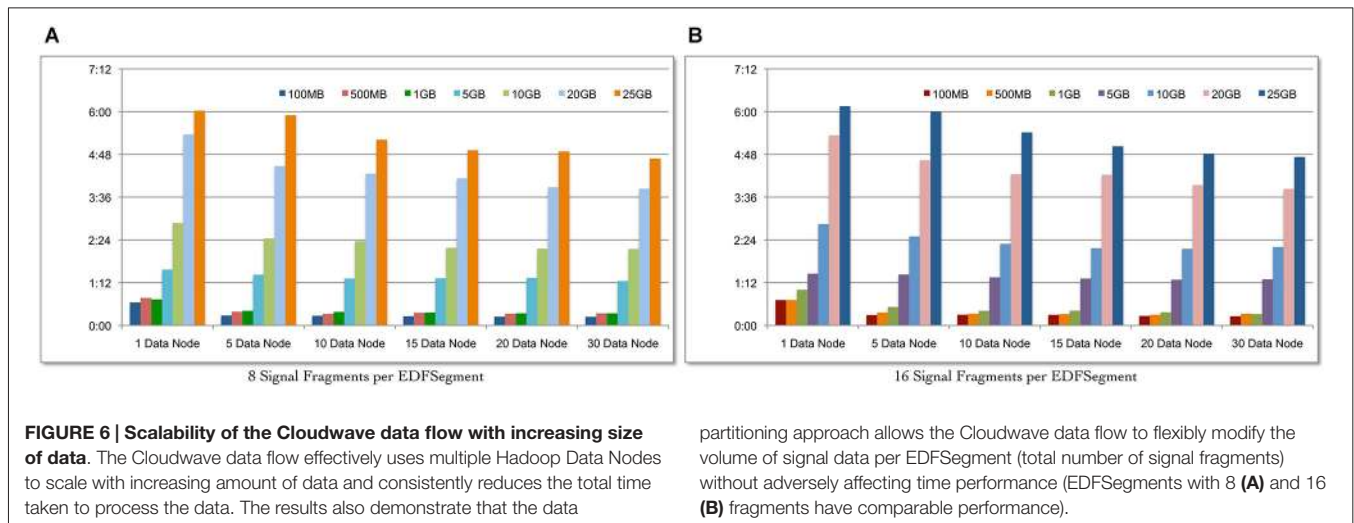 A
7:12
6:00
4:48
3:36
2:24
1:12
0:00
100MB 500MB 1GB 5GB 10GB 20GB 25GB
1 Data Node 5 Data Node 10 Data Node 15 Data Node 20 Data Node 30 Data Node
8 Signal Fragments per EDFSegment
B
7:12
6:00
4:48
3:36
2:24
1:12
0:00
100MB 500MB 1GB 5GB 10GB 20GB 25GB
1 Data Node 5 Data Node 10 Data Node 15 Data Node 20 Data Node 30 Data Node
16 Signal Fragments per EDFSegment
FIGURE 6 | Scalability of the Cloudwave data flow with increasing size
of data. The Cloudwave data flow effectively uses multiple Hadoop Data Nodes
to scale with increasing amount of data and consistently reduces the total time
taken to process the data. The results also demonstrate that the data
partitioning approach allows the Cloudwave data flow to flexibly modify the
volume of signal data per EDFSegment (total number of signal fragments)
without adversely affecting time performance (EDFSegments with 8 (A) and 16
(B) fragments have comparable performance).